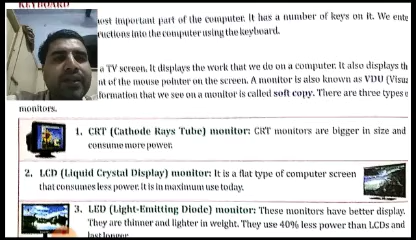 KEYBOARD
most important part of the computer. It has a number of keys on it. We ente
ructions into the computer using the keyboard.
a TV screen. It displays the work that we do on a computer. It also displays th
nt of the mouse pointer on the screen. A monitor is also known as VDU (Visu
formation that we see on a monitor is called soft copy. There are three types o
monitors.
1. CRT (Cathode Rays Tube) monitor: CRT monitors are bigger in size and
consume more power.
2. LCD (Liquid Crystal Display) monitor: It is a flat type of computer screen
that consumes less power. It is in maximum use today.
3. LED (Light-Emitting Diode) monitor: These monitors have better display.
They are thinner and lighter in weight. They use 40% less power than LCDs and
last longer.